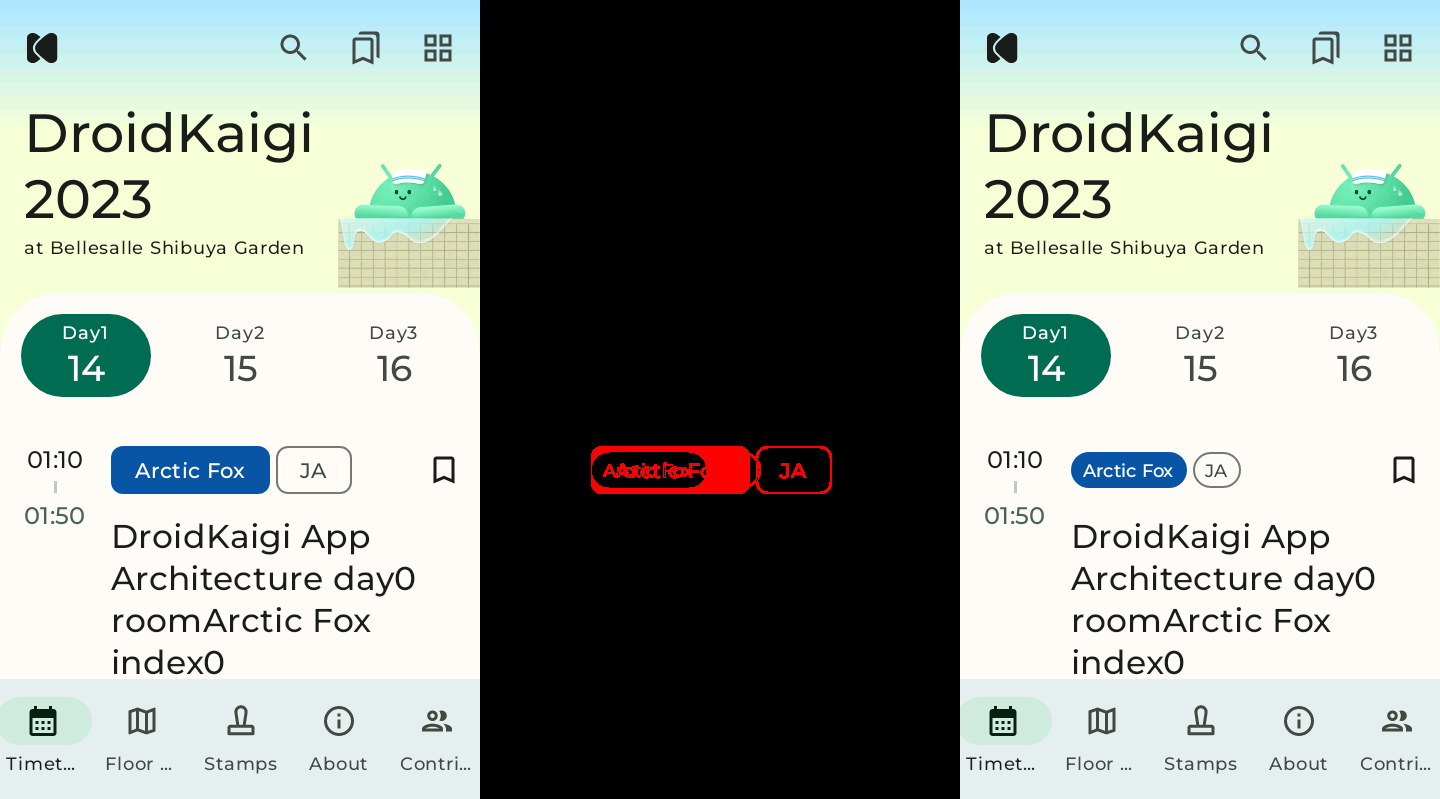 DroidKaigi
2023
at Bellesalle Shibuya Garden
Day1
14
Day2
15
Day3
16
01:10
01:50
Arctic Fox
JA
DroidKaigi App
Architecture day0
roomArctic Fox
index0
Timet...
Floor ...
Stamps
About
Contri...
JA
DroidKaigi
2023
at Bellesalle Shibuya Garden
Day1
14
Day2
15
Day3
16
01:10
01:50
Arctic Fox
JA
DroidKaigi App
Architecture day0
roomArctic Fox
index0
Timet...
Floor ...
Stamps
About
Contri...